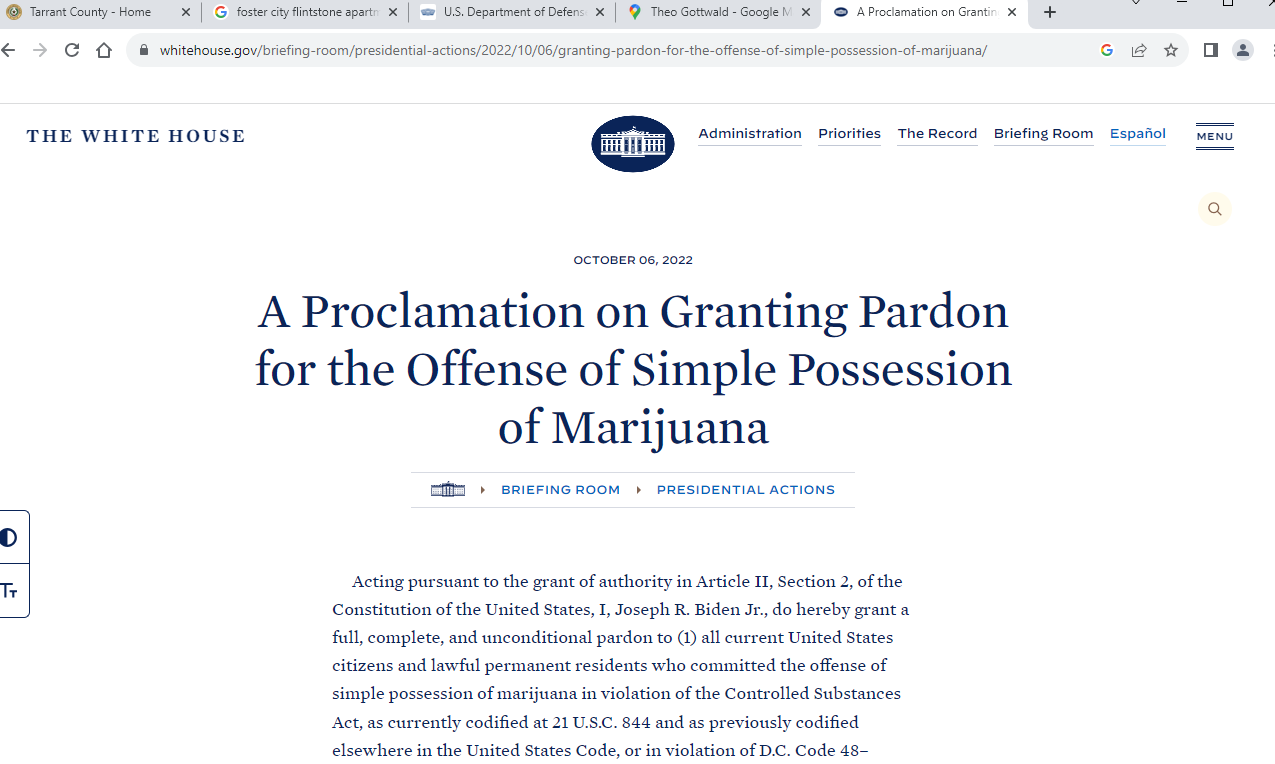 Tarrant County - Home
foster city flintstone apartm
U.S. Department of Defens
Theo Gottwald - Google M
A Proclamation on Grantin
whitehouse.gov/briefing-room/presidential-actions/2022/10/06/granting-pardon-for-the-offense-of-simple-possession-of-marijuana/
THE WHITE HOUSE
Administration
Priorities
The Record
Briefing Room
Español
MENU
OCTOBER 06, 2022
A Proclamation on Granting Pardon
for the Offense of Simple Possession
of Marijuana
BRIEFING ROOM
PRESIDENTIAL ACTIONS
Tт
Acting pursuant to the grant of authority in Article II, Section 2, of the
Constitution of the United States, I, Joseph R. Biden Jr., do hereby grant a
full, complete, and unconditional pardon to (1) all current United States
citizens and lawful permanent residents who committed the offense of
simple possession of marijuana in violation of the Controlled Substances
Act, as currently codified at 21 U.S.C. 844 and as previously codified
elsewhere in the United States Code, or in violation of D.C. Code 48–